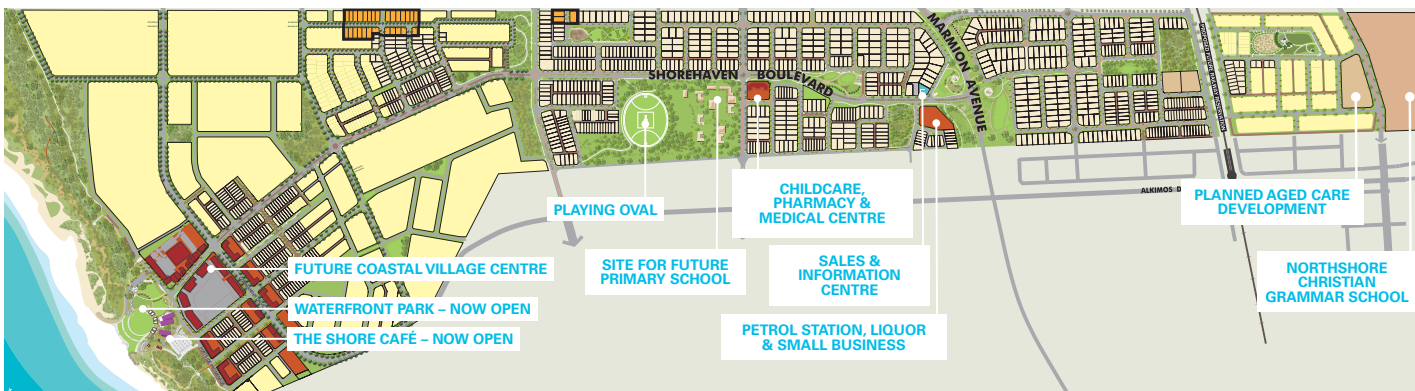 SHOREHAVEN BOULEVARD
MARMION AVENUE
ALKIMOS D
PLAYING OVAL
CHILDCARE,
PHARMACY &
MEDICAL CENTRE
PLANNED AGED CARE
DEVELOPMENT
FUTURE COASTAL VILLAGE CENTRE
SITE FOR FUTURE
PRIMARY SCHOOL
SALES &
INFORMATION
CENTRE
NORTHSHORE
CHRISTIAN
GRAMMAR SCHOOL
WATERFRONT PARK – NOW OPEN
THE SHORE CAFÉ – NOW OPEN
PETROL STATION, LIQUOR
& SMALL BUSINESS